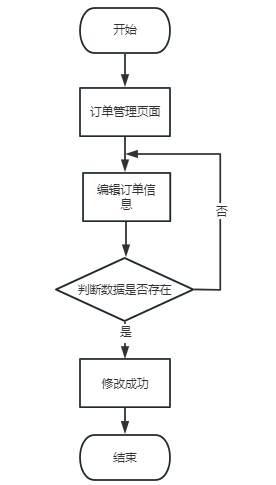 开始
订单管理页面
编辑订单信
息
否
判断数据是否存在
是
修改成功
结束